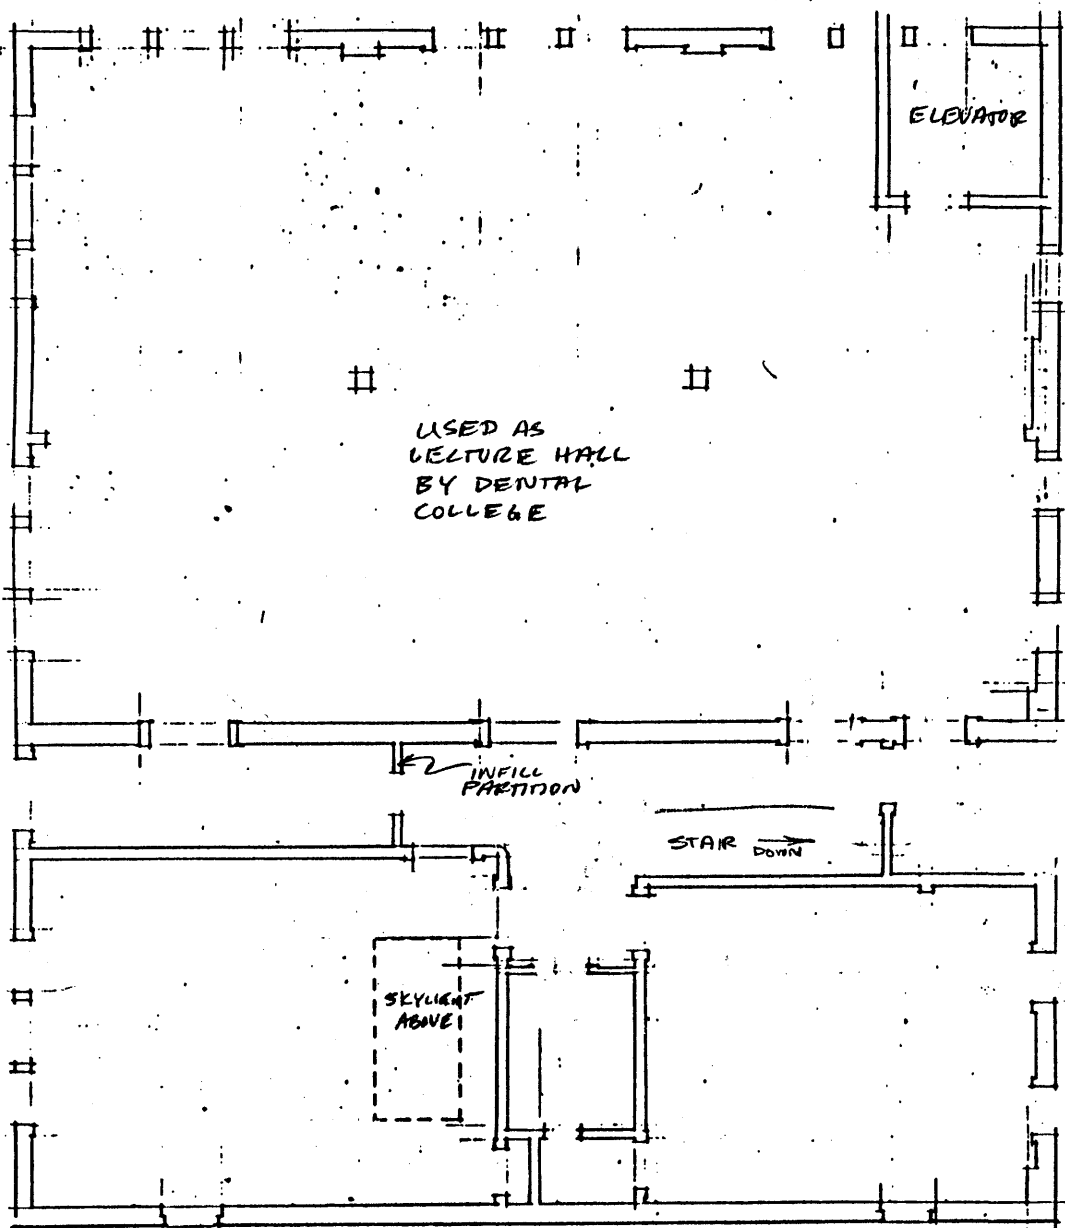 ELEVATOR
USED AS
LECTURE HALL
BY DENTAL
COLLEGE
INFILL
PARTITION
STAIR
DOWN
SKYLIGHT
ABOVE